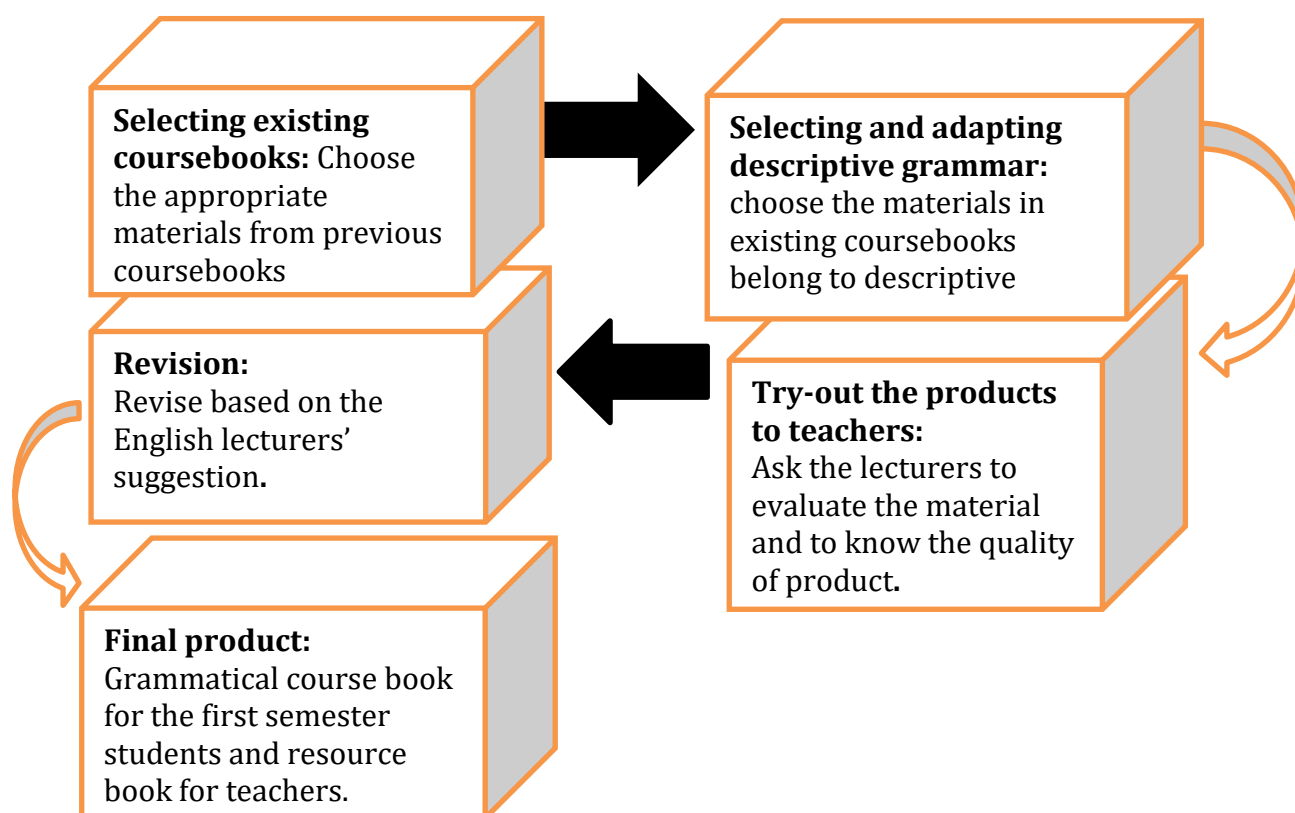 Selecting existing
coursebooks: Choose
the appropriate
materials from previous
coursebooks
Selecting and adapting
descriptive grammar:
choose the materials in
existing coursebooks
belong to descriptive
Try-out the products
to teachers:
Ask the lecturers to
evaluate the material
and to know the quality
of product.
Revision:
Revise based on the
English lecturers’
suggestion.
Final product:
Grammatical course book
for the first semester
students and resource
book for teachers.